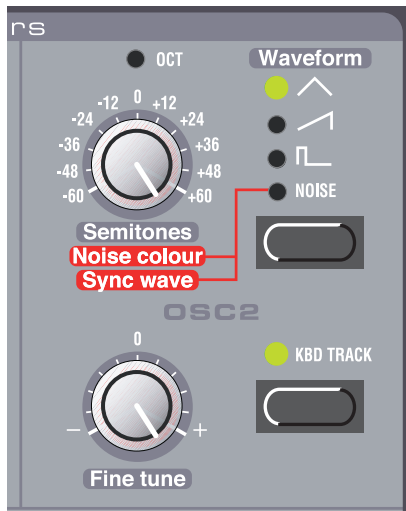 rs
OCT
Waveform
-12 0 +12
-24 +24
-36 +36
-48 +48
-60 +60
NOISE
Semitones
Noise colour
Sync wave
OSC2
0
KBD TRACK
− +
Fine tune